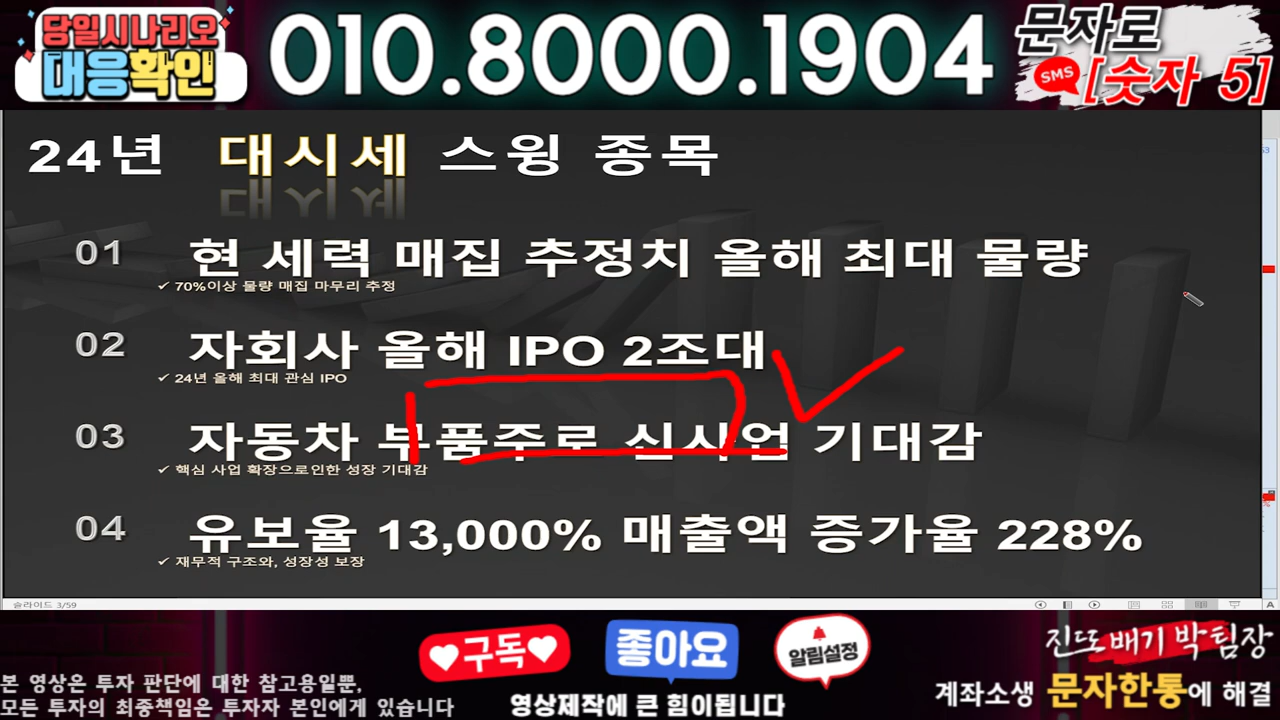 당일시나리오
대응확인
010.8000.1904
문자로
SMS [숫자 5]
24년 대시세 스윙 종목
01 현 세력 매집 추정치 올해 최대 물량
✓ 70%이상 물량 매집 마무리 추정
02 자회사 올해 IPO 2조대
✓ 24년 올해 최대 관심 IPO
03 자동차 부품주로 신사업 기대감
✓ 핵심 사업 확장으로인한 성장 기대감
04 유보율 13,000% 매출액 증가율 228%
✓ 재무적 구조와, 성장성 보장
슬라이드 3/59
구독
좋아요
알림설정
본 영상은 투자 판단에 대한 참고용일뿐,
모든 투자의 최종책임은 투자자 본인에게 있습니다
영상제작에 큰 힘이됩니다
진또배기 박팀장
계좌소생 문자한통에 해결